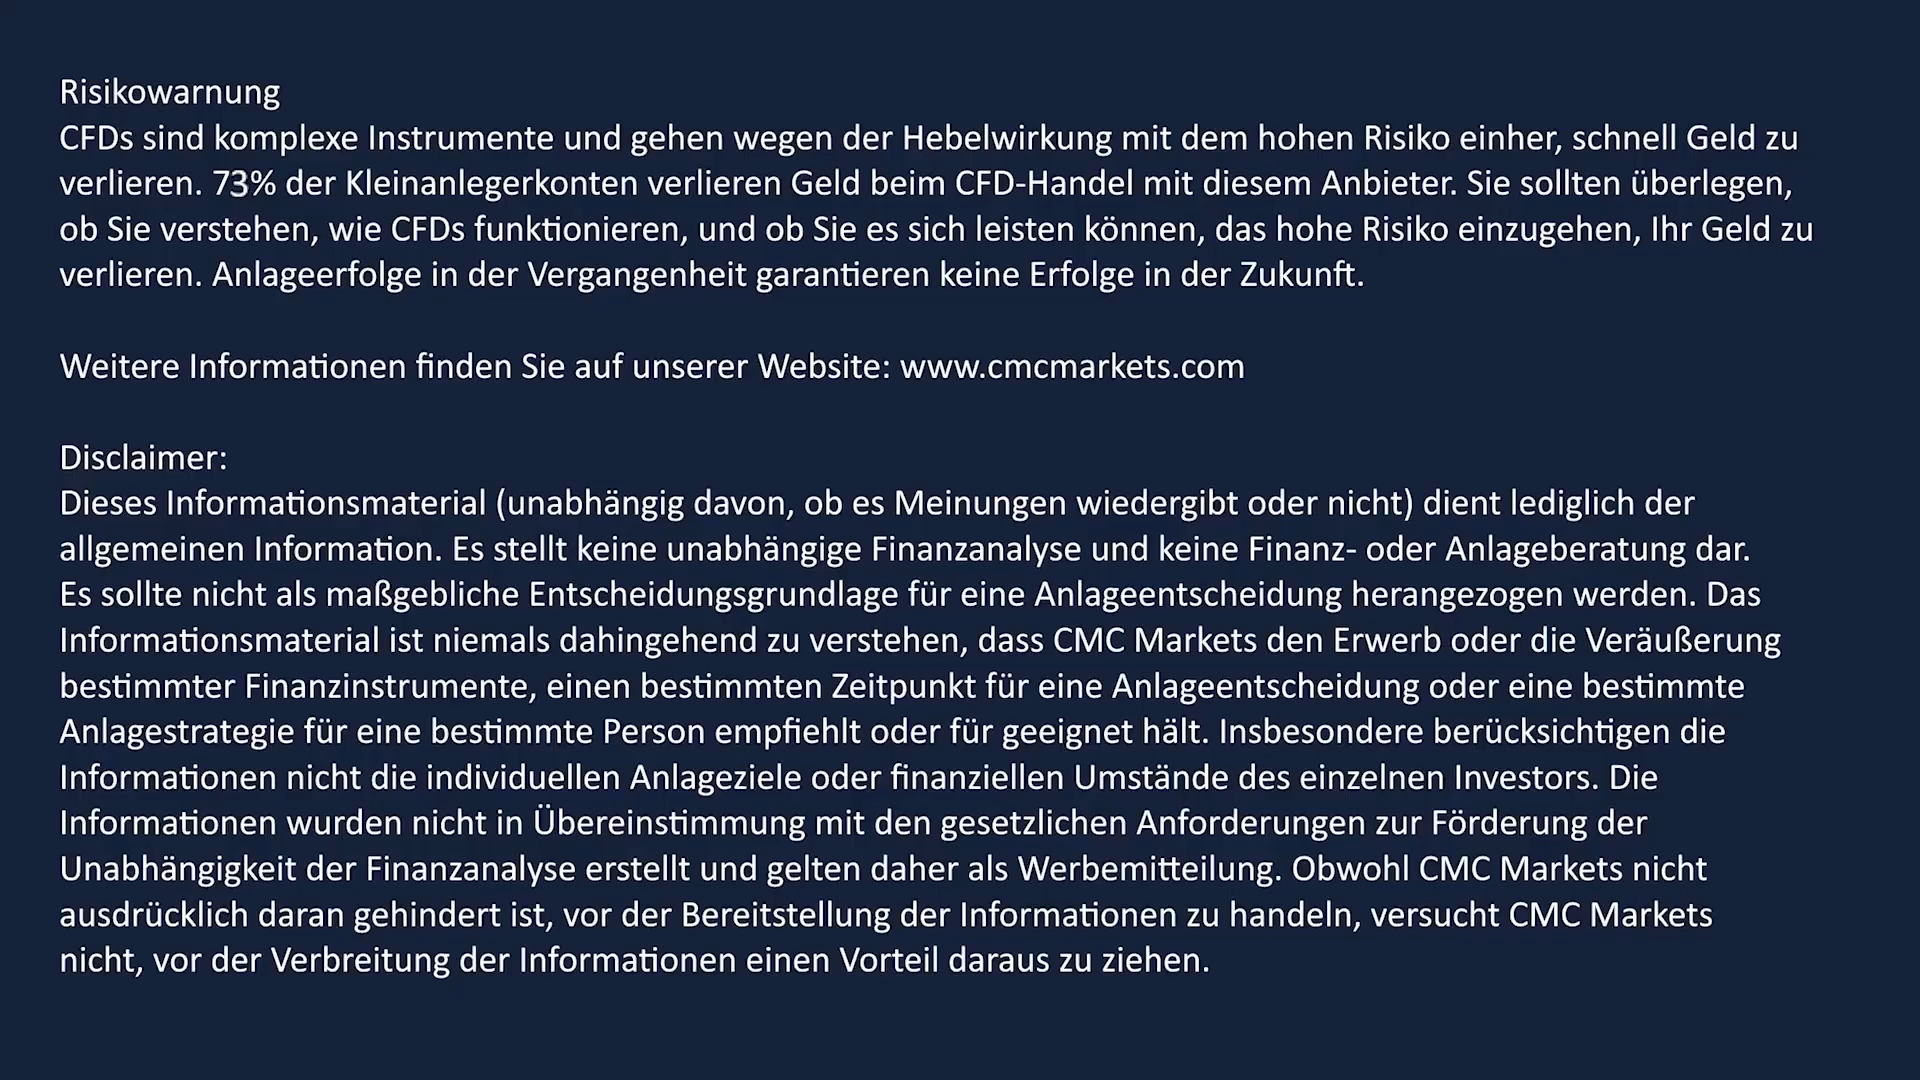 Risikowarnung
CFDs sind komplexe Instrumente und gehen wegen der Hebelwirkung mit dem hohen Risiko einher, schnell Geld zu
verlieren. 73% der Kleinanlegerkonten verlieren Geld beim CFD-Handel mit diesem Anbieter. Sie sollten überlegen,
ob Sie verstehen, wie CFDs funktionieren, und ob Sie es sich leisten können, das hohe Risiko einzugehen, Ihr Geld zu
verlieren. Anlageerfolge in der Vergangenheit garantieren keine Erfolge in der Zukunft.
Weitere Informationen finden Sie auf unserer Website: www.cmcmarkets.com
Disclaimer:
Dieses Informationsmaterial (unabhängig davon, ob es Meinungen wiedergibt oder nicht) dient lediglich der
allgemeinen Information. Es stellt keine unabhängige Finanzanalyse und keine Finanz- oder Anlageberatung dar.
Es sollte nicht als maßgebliche Entscheidungsgrundlage für eine Anlageentscheidung herangezogen werden. Das
Informationsmaterial ist niemals dahingehend zu verstehen, dass CMC Markets den Erwerb oder die Veräußerung
bestimmter Finanzinstrumente, einen bestimmten Zeitpunkt für eine Anlageentscheidung oder eine bestimmte
Anlagestrategie für eine bestimmte Person empfiehlt oder für geeignet hält. Insbesondere berücksichtigen die
Informationen nicht die individuellen Anlageziele oder finanziellen Umstände des einzelnen Investors. Die
Informationen wurden nicht in Übereinstimmung mit den gesetzlichen Anforderungen zur Förderung der
Unabhängigkeit der Finanzanalyse erstellt und gelten daher als Werbemitteilung. Obwohl CMC Markets nicht
ausdrücklich daran gehindert ist, vor der Bereitstellung der Informationen zu handeln, versucht CMC Markets
nicht, vor der Verbreitung der Informationen einen Vorteil daraus zu ziehen.